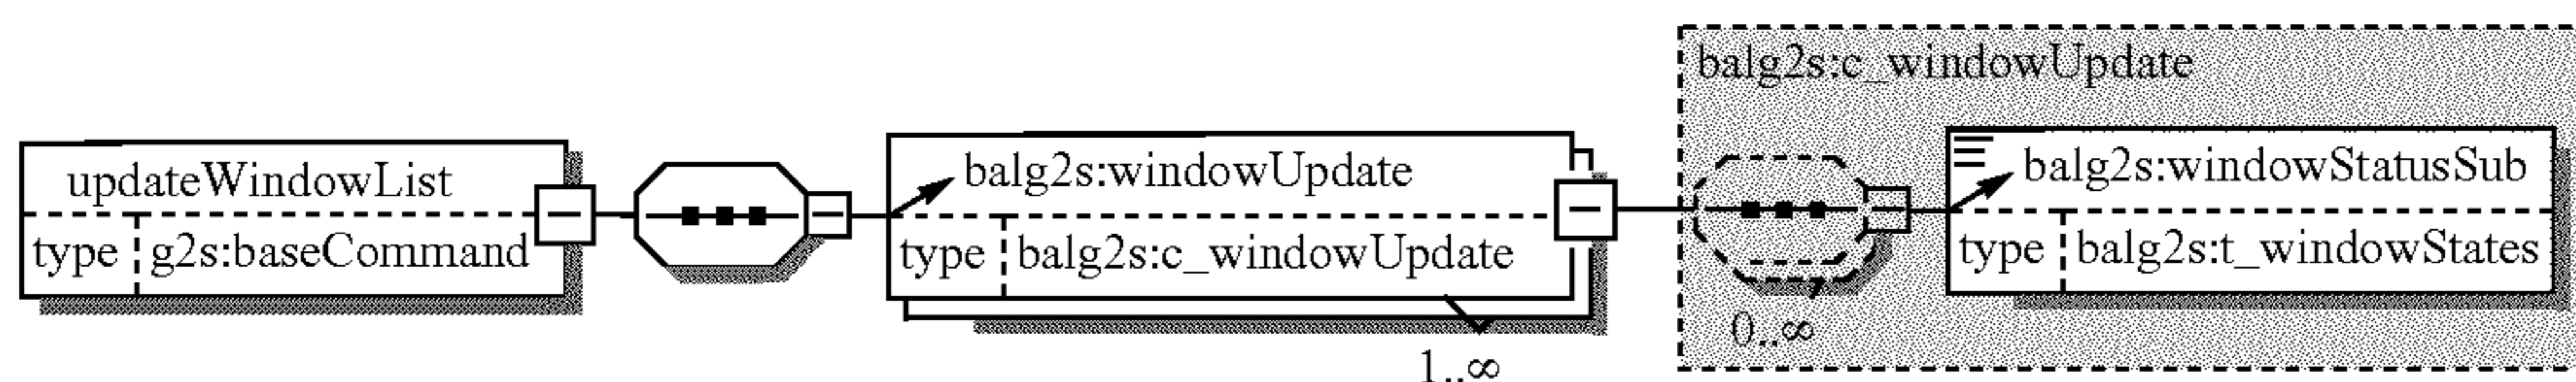 updateWindowList
type g2s:baseCommand
balg2s:windowUpdate
type balg2s:c_windowUpdate
1..∞
balg2s:c_windowUpdate
0..∞
balg2s:windowStatusSub
type balg2s:t_windowStates